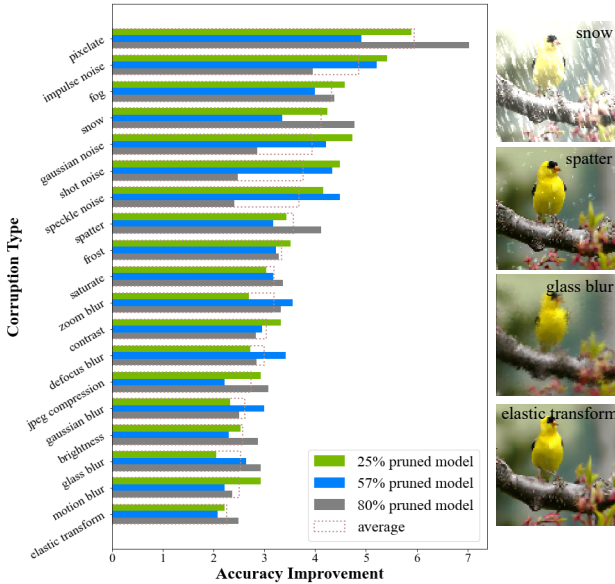 Corruption Type
pixelate
impulse noise
fog
snow
gaussian noise
shot noise
speckle noise
spatter
frost
saturate
zoom blur
contrast
defocus blur
jpeg compression
gaussian blur
brightness
glass blur
motion blur
elastic transform
25% pruned model
57% pruned model
80% pruned model
average
0 1 2 3 4 5 6 7
Accuracy Improvement
snow
spatter
glass blur
elastic transform